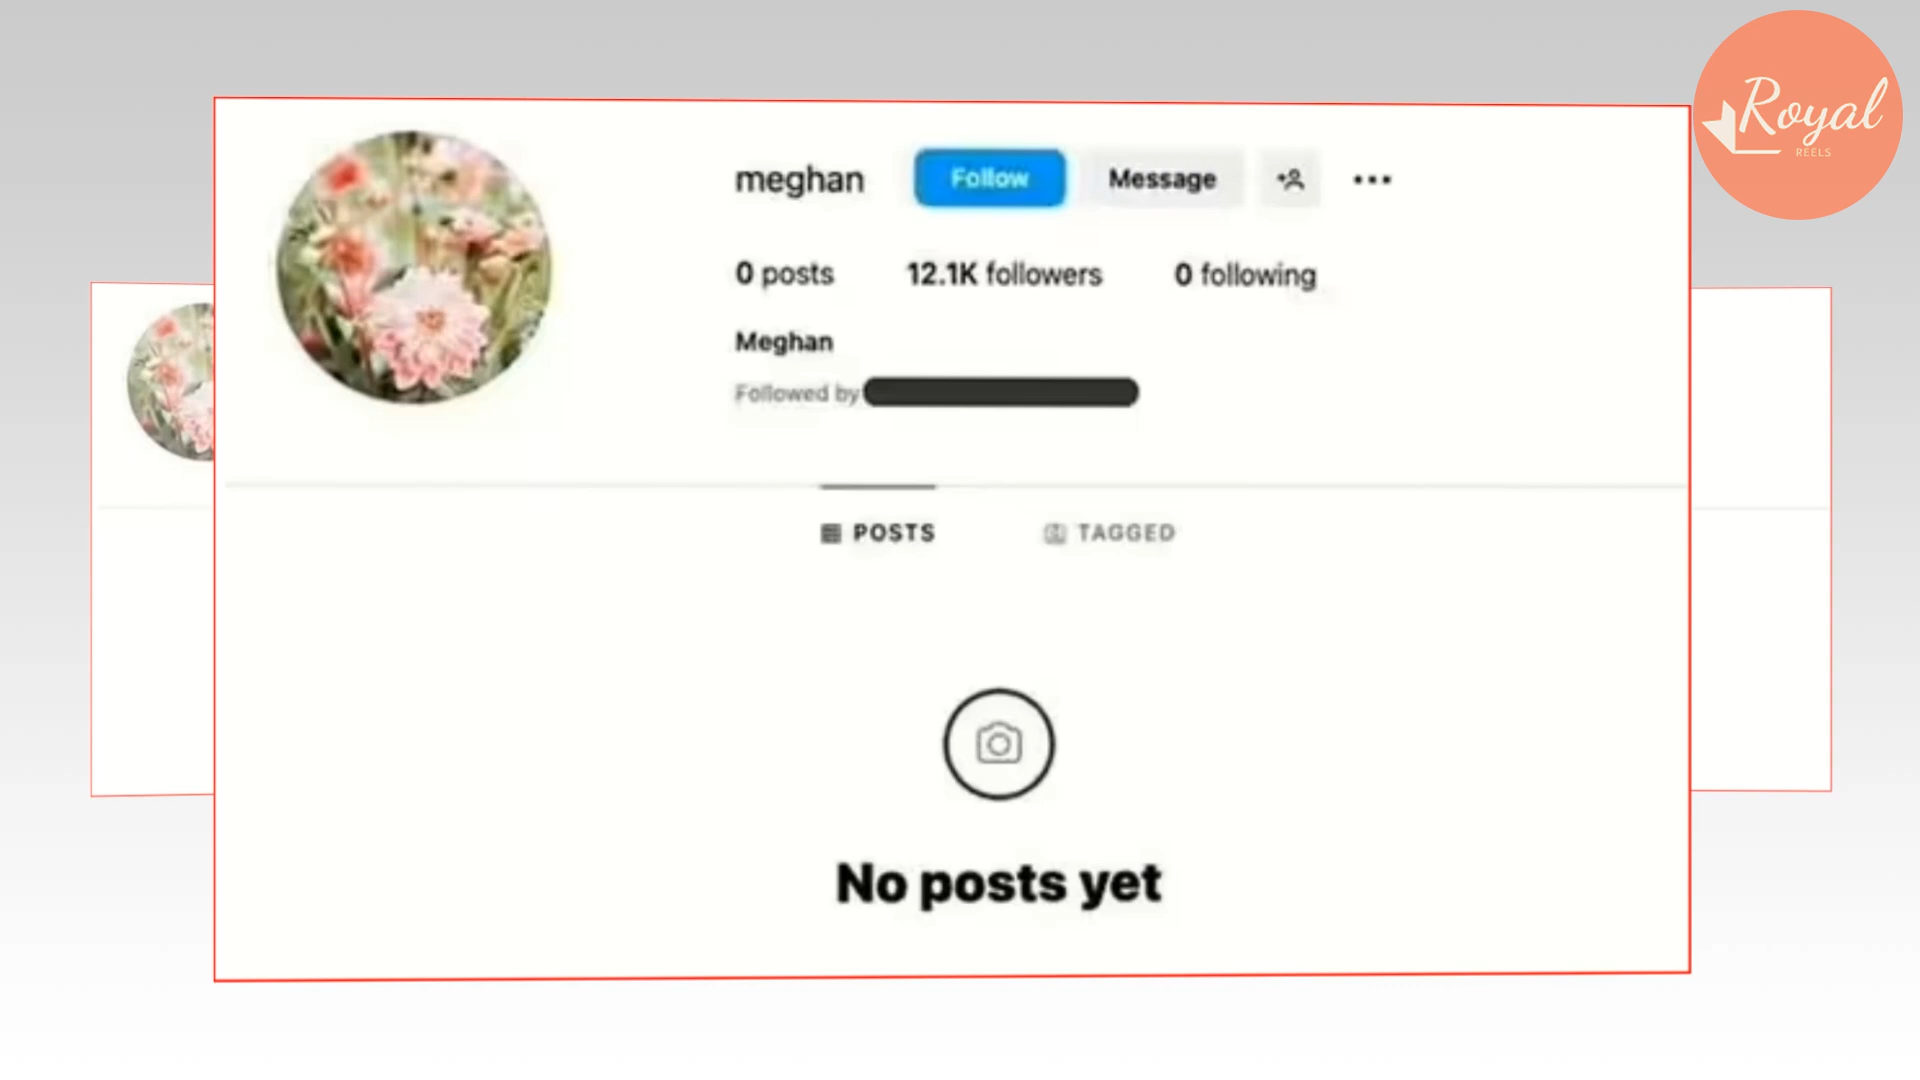 Royal
REELS
meghan Follow Message
0 posts 12.1K followers 0 following
Meghan
Followed by
POSTS TAGGED
No posts yet